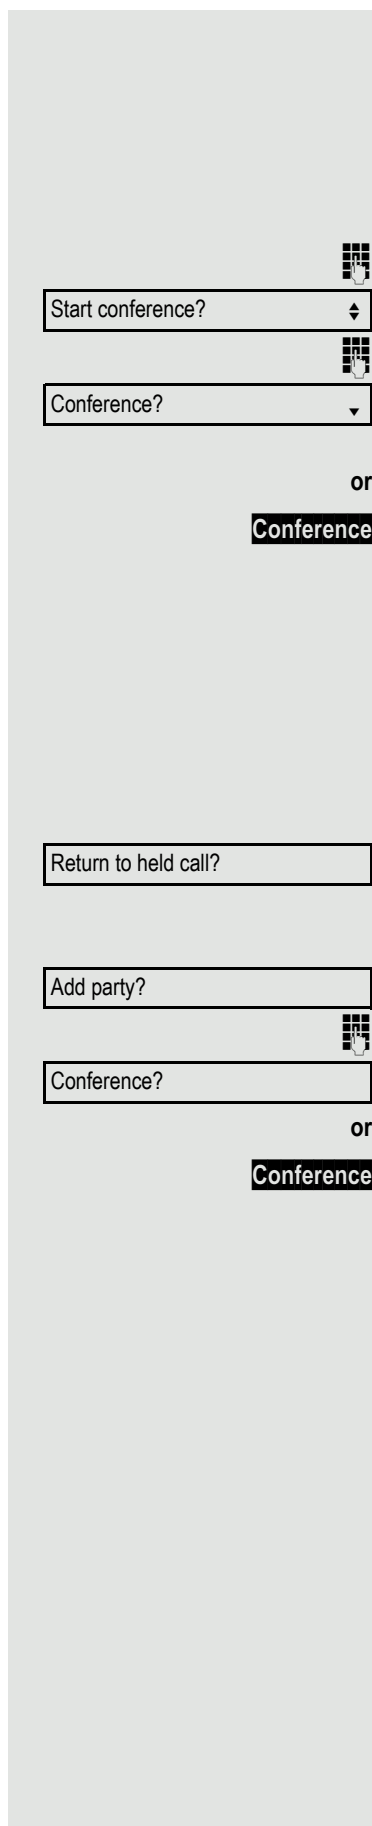 Start conference?
Conference?
or
Conference
Return to held call?
Add party?
Conference?
or
Conference